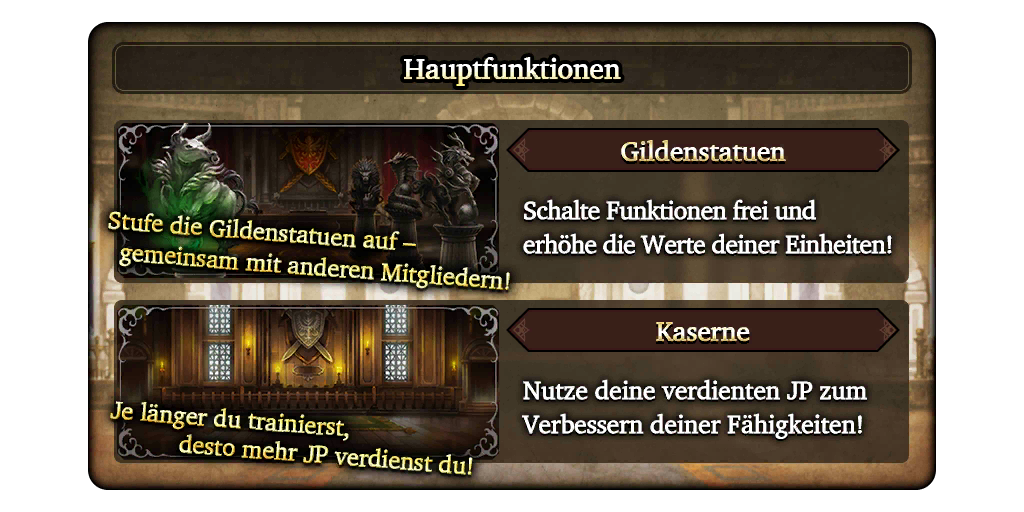 Hauptfunktionen
Stufe die Gildenstatuen auf –
gemeinsam mit anderen Mitgliedern!
Gildenstatuen
Schalte Funktionen frei und
erhöhe die Werte deiner Einheiten!
Je länger du trainierst,
desto mehr JP verdienst du!
Kaserne
Nutze deine verdienten JP zum
Verbessern deiner Fähigkeiten!